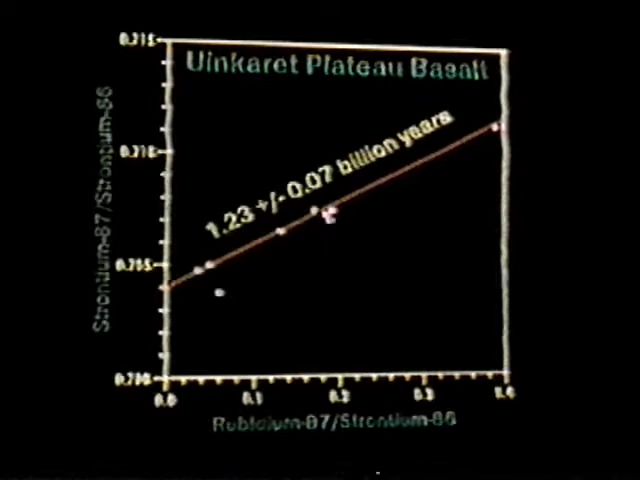 0.715
Uinkaret Plateau Basalt
1.23 +/- 0.07 billion years
0.710
0.705
0.700
0.0 0.1 0.2 0.3 0.4
Strontium-87/Strontium-86
Rubidium-87/Strontium-86